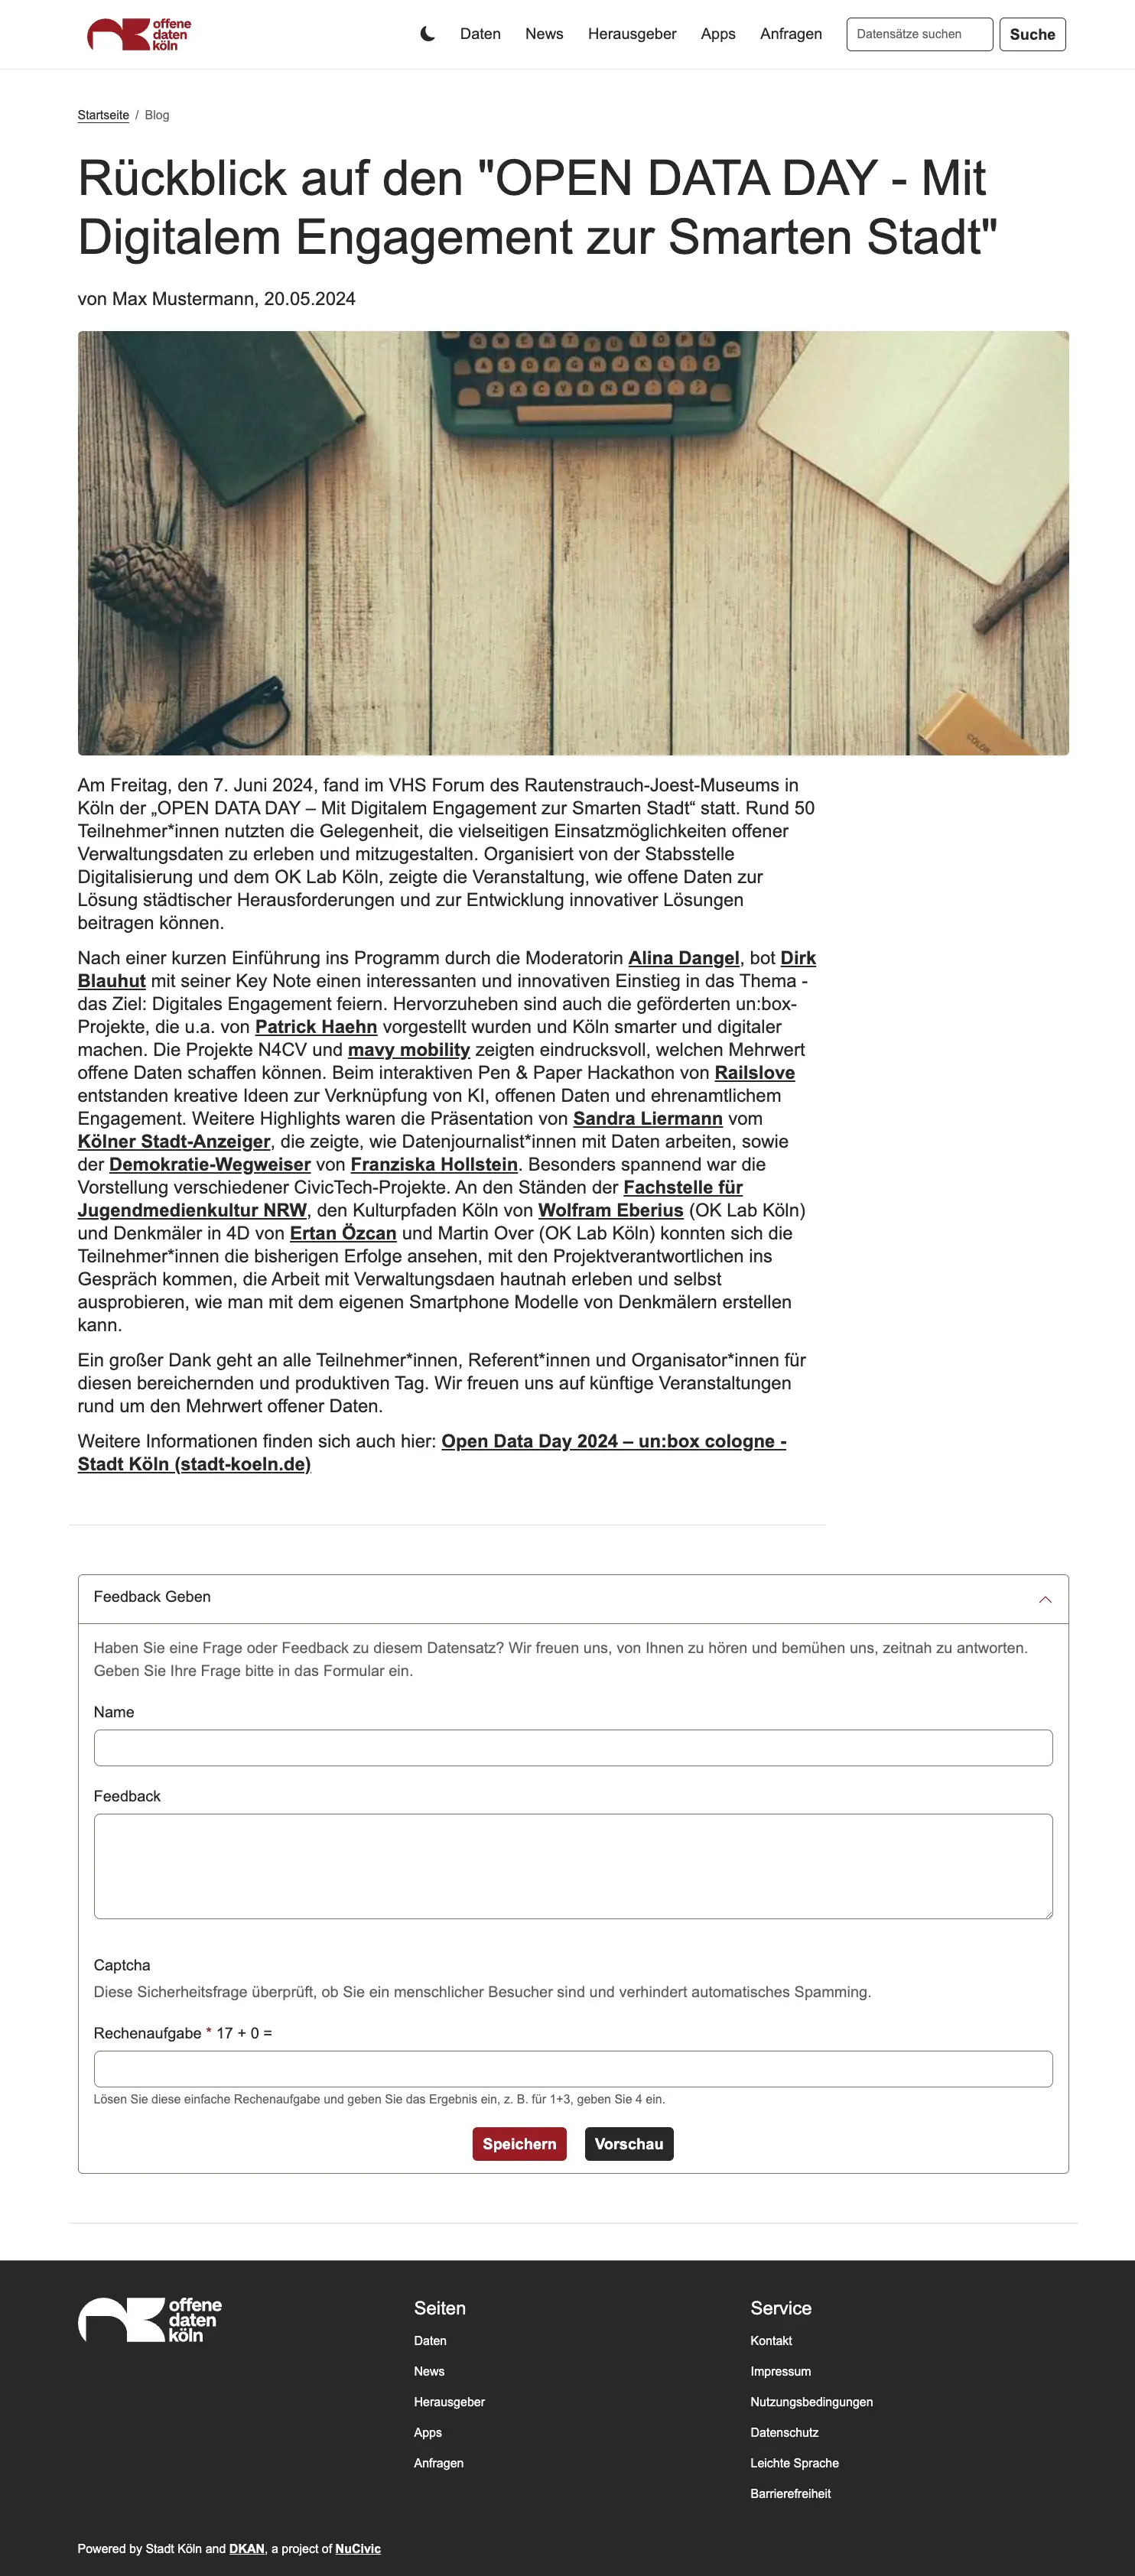 offene
daten
köln
Daten
News
Herausgeber
Apps
Anfragen
Datensätze suchen
Suche
Startseite / Blog
Rückblick auf den "OPEN DATA DAY - Mit
Digitalem Engagement zur Smarten Stadt"
von Max Mustermann, 20.05.2024
QWERTYUIOP
ASDFGHJKL
COLOR
Am Freitag, den 7. Juni 2024, fand im VHS Forum des Rautenstrauch-Joest-Museums in
Köln der „OPEN DATA DAY – Mit Digitalem Engagement zur Smarten Stadt“ statt. Rund 50
Teilnehmer*innen nutzten die Gelegenheit, die vielseitigen Einsatzmöglichkeiten offener
Verwaltungsdaten zu erleben und mitzugestalten. Organisiert von der Stabsstelle
Digitalisierung und dem OK Lab Köln, zeigte die Veranstaltung, wie offene Daten zur
Lösung städtischer Herausforderungen und zur Entwicklung innovativer Lösungen
beitragen können.
Nach einer kurzen Einführung ins Programm durch die Moderatorin Alina Dangel, bot Dirk
Blauhut mit seiner Key Note einen interessanten und innovativen Einstieg in das Thema -
das Ziel: Digitales Engagement feiern. Hervorzuheben sind auch die geförderten un:box-
Projekte, die u.a. von Patrick Haehn vorgestellt wurden und Köln smarter und digitaler
machen. Die Projekte N4CV und mavy mobility zeigten eindrucksvoll, welchen Mehrwert
offene Daten schaffen können. Beim interaktiven Pen & Paper Hackathon von Railslove
entstanden kreative Ideen zur Verknüpfung von KI, offenen Daten und ehrenamtlichem
Engagement. Weitere Highlights waren die Präsentation von Sandra Liermann vom
Kölner Stadt-Anzeiger, die zeigte, wie Datenjournalist*innen mit Daten arbeiten, sowie
der Demokratie-Wegweiser von Franziska Hollstein. Besonders spannend war die
Vorstellung verschiedener CivicTech-Projekte. An den Ständen der Fachstelle für
Jugendmedienkultur NRW, den Kulturpfaden Köln von Wolfram Eberius (OK Lab Köln)
und Denkmäler in 4D von Ertan Özcan und Martin Over (OK Lab Köln) konnten sich die
Teilnehmer*innen die bisherigen Erfolge ansehen, mit den Projektverantwortlichen ins
Gespräch kommen, die Arbeit mit Verwaltungsdaen hautnah erleben und selbst
ausprobieren, wie man mit dem eigenen Smartphone Modelle von Denkmälern erstellen
kann.
Ein großer Dank geht an alle Teilnehmer*innen, Referent*innen und Organisator*innen für
diesen bereichernden und produktiven Tag. Wir freuen uns auf künftige Veranstaltungen
rund um den Mehrwert offener Daten.
Weitere Informationen finden sich auch hier: Open Data Day 2024 – un:box cologne -
Stadt Köln (stadt-koeln.de)
Feedback Geben
Haben Sie eine Frage oder Feedback zu diesem Datensatz? Wir freuen uns, von Ihnen zu hören und bemühen uns, zeitnah zu antworten.
Geben Sie Ihre Frage bitte in das Formular ein.
Name
Feedback
Captcha
Diese Sicherheitsfrage überprüft, ob Sie ein menschlicher Besucher sind und verhindert automatisches Spamming.
Rechenaufgabe * 17 + 0 =
Lösen Sie diese einfache Rechenaufgabe und geben Sie das Ergebnis ein, z. B. für 1+3, geben Sie 4 ein.
Speichern
Vorschau
offene
daten
köln
Seiten
Daten
News
Herausgeber
Apps
Anfragen
Service
Kontakt
Impressum
Nutzungsbedingungen
Datenschutz
Leichte Sprache
Barrierefreiheit
Powered by Stadt Köln and DKAN, a project of NuCivic